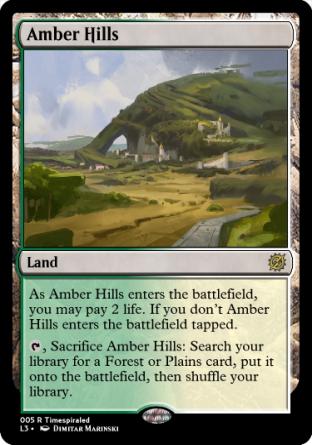 Amber Hills
Land
As Amber Hills enters the battlefield,
you may pay 2 life. If you don't Amber
Hills enters the battlefield tapped.
, Sacrifice Amber Hills: Search your
library for a Forest or Plains card, put it
onto the battlefield, then shuffle your
library.
005 R Timespiraled
L3 • Dimitar Marinski